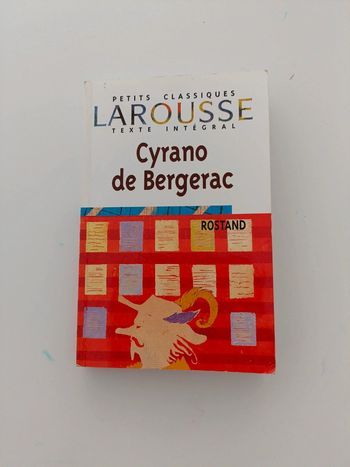 PETITS CLASSIQUES
LAROUSSE
TEXTE INTÉGRAL
Cyrano
de Bergerac
ROSTAND